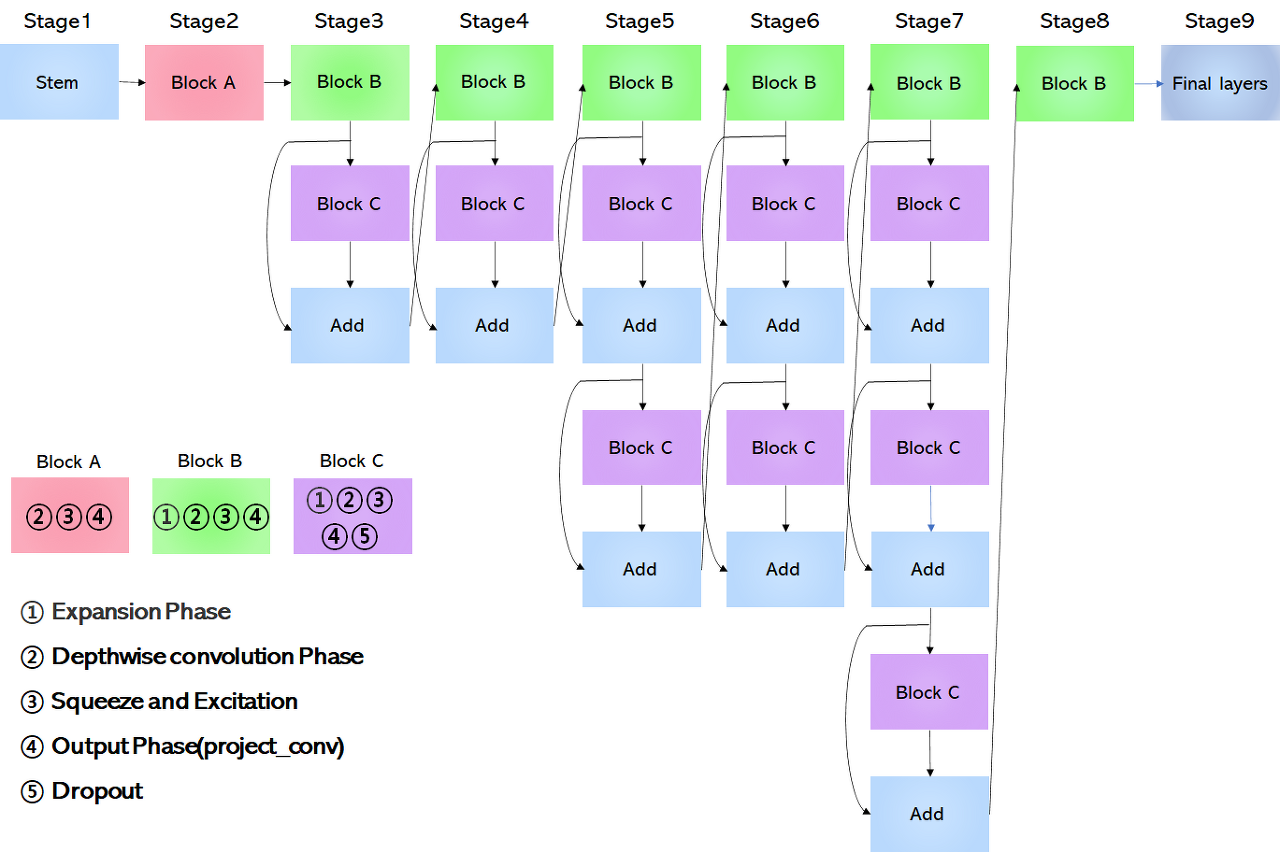 Stage1 Stage2 Stage3 Stage4 Stage5 Stage6 Stage7 Stage8 Stage9
Stem Block A Block B Block B Block B Block B Block B Block B Final layers
Block C Block C Block C Block C Block C
Add Add Add Add Add
Block C Block C Block C
Add Add Add
Block C
Add
Block A Block B Block C
②③④ ①②③④ ①②③
④⑤
① Expansion Phase
② Depthwise convolution Phase
③ Squeeze and Excitation
④ Output Phase(project_conv)
⑤ Dropout